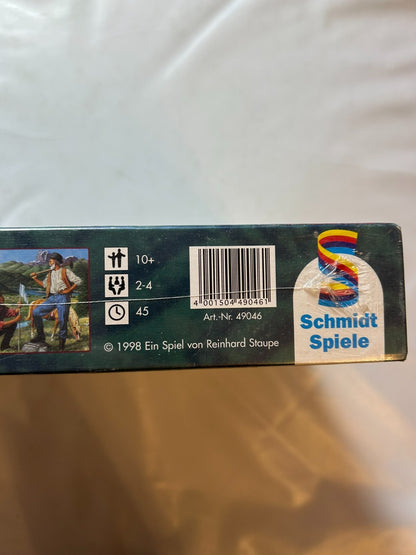 10+
2-4
45
4 001504 490461
Art.-Nr. 49046
© 1998 Ein Spiel von Reinhard Staupe
Schmidt
Spiele